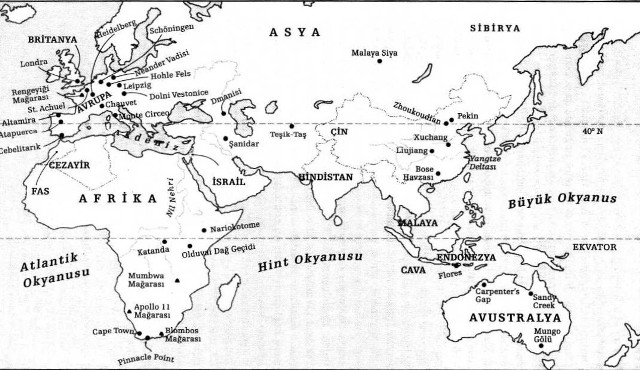 ASYA
SİBİRYA
BRİTANYA
Heidelberg
Schöningen
Londra
Neander Vadisi
Malaya Siya
Hohle Fels
Rengeyiği
Mağarası
AVRUPA
Leipzig
Dolni Vestonice
St. Achuel
Chauvet
Dmanisi
Altamira
Monte Circeo
Zhoukoudian
Pekin
Atapuerca
Akdeniz
Teşik-Taş
ÇİN
40° N
Cebelitarık
Şanidar
Xuchang
Liujiang
Yangtze
Deltası
CEZAYİR
Bose
Havzası
FAS
İSRAİL
HİNDİSTAN
AFRİKA
Nil Nehri
Büyük Okyanus
Nariokotome
MALAYA
Katanda
Olduvai Dağ Geçidi
EKVATOR
Atlantik
Okyanusu
Hint Okyanusu
ENDONEZYA
CAVA
Flores
Mumbwa
Mağarası
Carpenter's
Gap
Sandy
Creek
Apollo 11
Mağarası
AVUSTRALYA
Cape Town
Blombos
Mağarası
Mungo
Gölü
Pinnacle Point